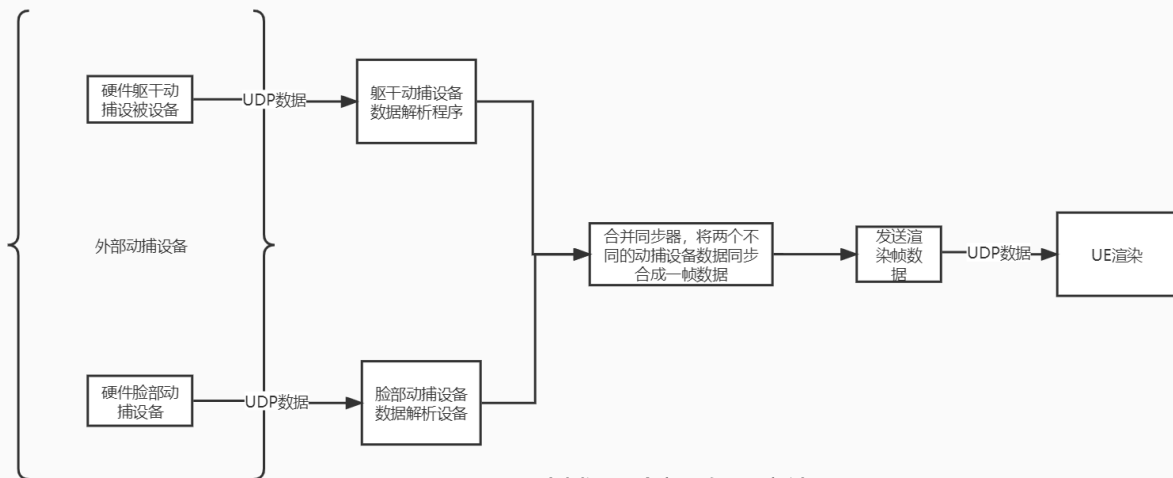 硬件躯干动
捕设被设备
UDP数据
躯干动捕设备
数据解析程序
外部动捕设备
合并同步器，将两个不
同的动捕设备数据同步
合成一帧数据
发送渲
染帧数
据
UDP数据
UE渲染
硬件脸部动
捕设备
UDP数据
脸部动捕设备
数据解析设备